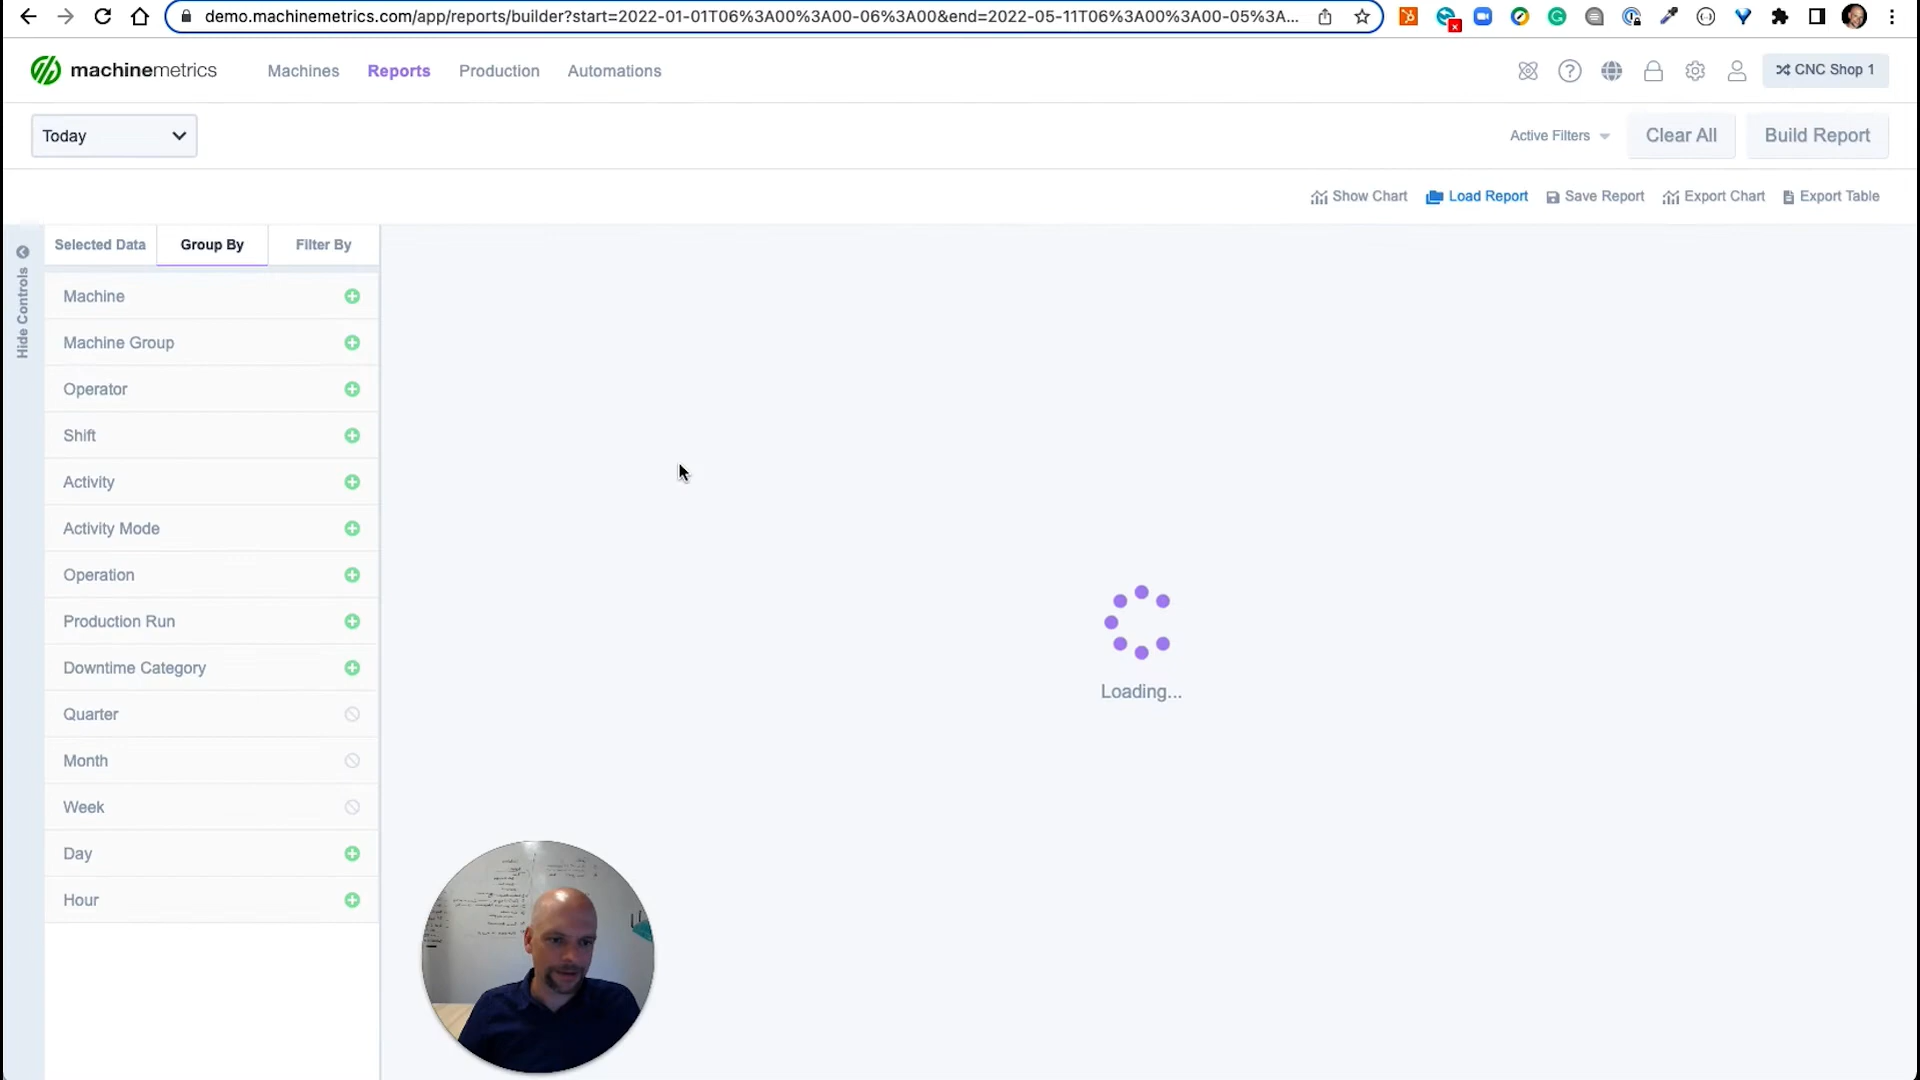 demo.machinemetrics.com/app/reports/builder?start=2022-01-01T06%3A00%3A00-06%3A00&end=2022-05-11T06%3A00%3A00-05%3A...
machinemetrics
Machines
Reports
Production
Automations
CNC Shop 1
Today
Active Filters
Clear All
Build Report
Show Chart
Load Report
Save Report
Export Chart
Export Table
Hide Controls
Selected Data
Group By
Filter By
Machine
Machine Group
Operator
Shift
Activity
Activity Mode
Operation
Production Run
Downtime Category
Quarter
Month
Week
Day
Hour
Loading...